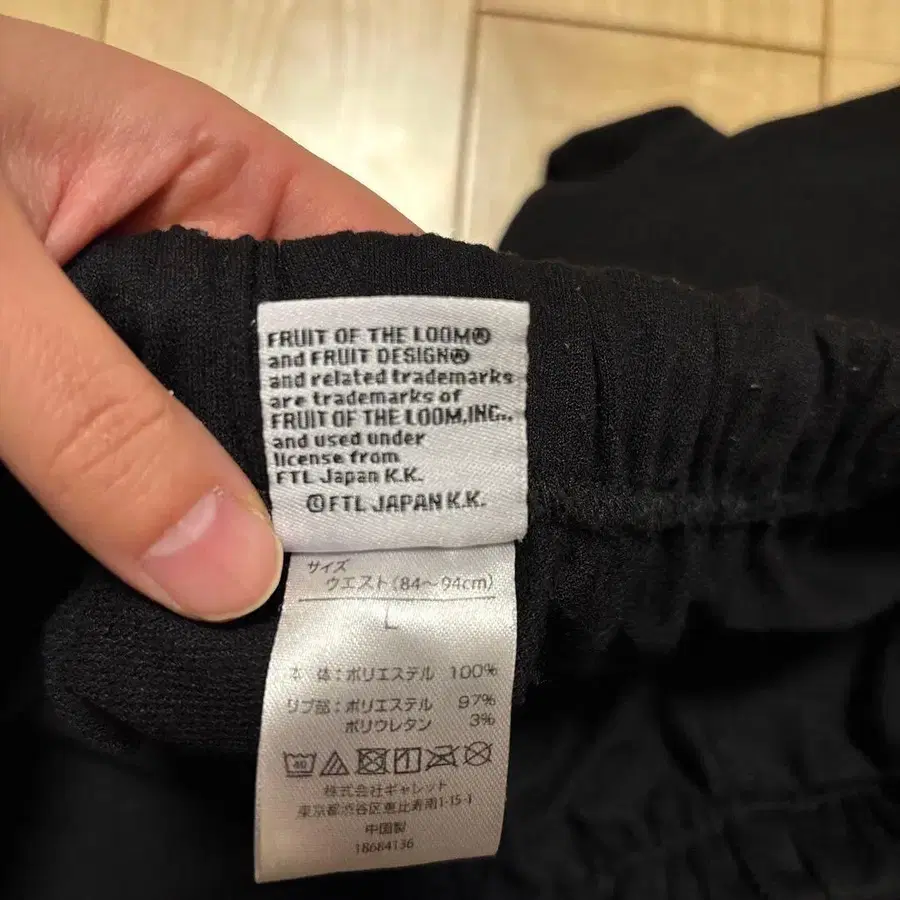 FRUIT OF THE LOOM®
and FRUIT DESIGN®
and related trademarks
are trademarks of
FRUIT OF THE LOOM,INC.,
and used under
license from
FTL Japan K.K.
©FTL JAPAN K.K.
サイズ
ウエスト(84〜94cm)
L
本 体:ポリエステル 100%
リブ部:ポリエステル 97%
ポリウレタン 3%
40
株式会社ギャレット
東京都渋谷区恵比寿南1-15-1
中国製
18684136